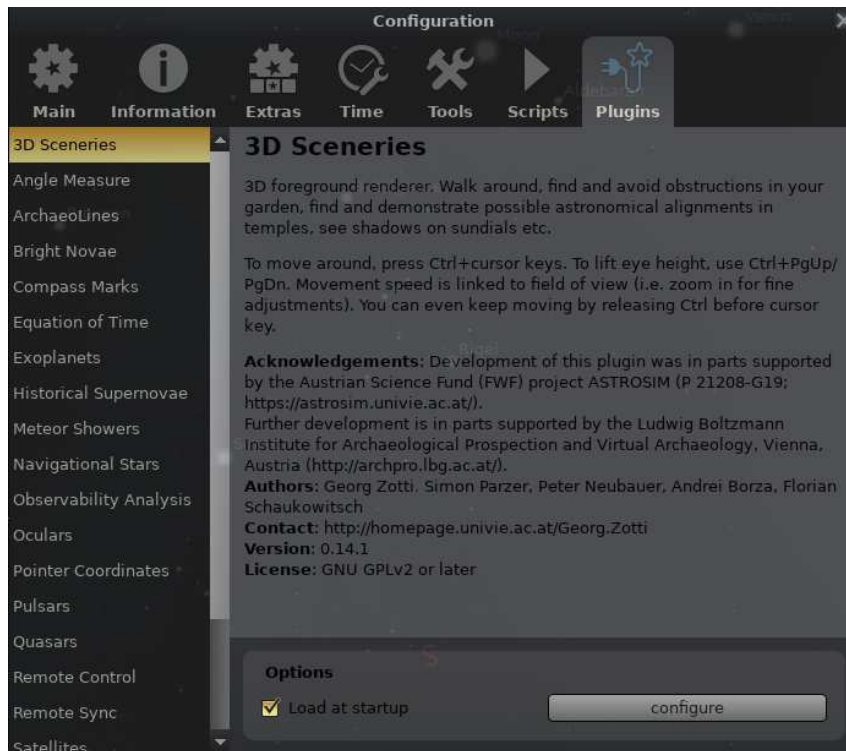 Configuration
Moon
Venus
Aldebaran
Main
Information
Extras
Time
Tools
Scripts
Plugins
3D Sceneries
Angle Measure
ArchaeoLines
Bright Novae
Compass Marks
Equation of Time
Exoplanets
Historical Supernovae
Meteor Showers
Navigational Stars
Observability Analysis
Oculars
Pointer Coordinates
Pulsars
Quasars
Remote Control
Remote Sync
Satellites
3D Sceneries
3D foreground renderer. Walk around, find and avoid obstructions in your
garden, find and demonstrate possible astronomical alignments in
temples, see shadows on sundials etc.
To move around, press Ctrl+cursor keys. To lift eye height, use Ctrl+PgUp/
PgDn. Movement speed is linked to field of view (i.e. zoom in for fine
adjustments). You can even keep moving by releasing Ctrl before cursor
key.
Rigel
Acknowledgements: Development of this plugin was in parts supported
by the Austrian Science Fund (FWF) project ASTROSIM (P 21208-G19;
https://astrosim.univie.ac.at/).
Further development is in parts supported by the Ludwig Boltzmann
Institute for Archaeological Prospection and Virtual Archaeology, Vienna,
Austria (http://archpro.lbg.ac.at/).
Authors: Georg Zotti. Simon Parzer, Peter Neubauer, Andrei Borza, Florian
Schaukowitsch
Contact: http://homepage.univie.ac.at/Georg.Zotti
Version: 0.14.1
License: GNU GPLv2 or later
S
Options
Load at startup
configure